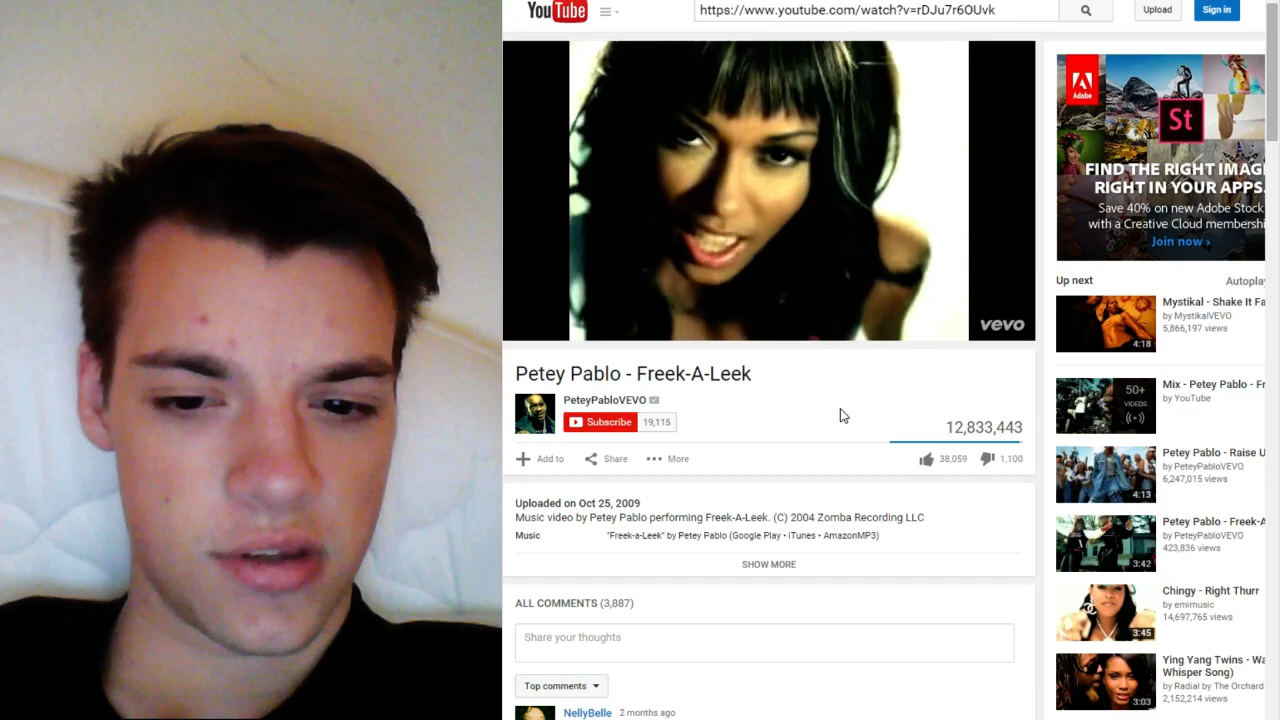 YouTube
https://www.youtube.com/watch?v=rDJu7r6OUvk
Upload
Sign in
vevo
Petey Pablo - Freek-A-Leek
PeteyPabloVEVO
Subscribe 19,115
12,833,443
Add to
Share
More
38,059
1,100
Uploaded on Oct 25, 2009
Music video by Petey Pablo performing Freek-A-Leek. (C) 2004 Zomba Recording LLC
Music "Freek-a-Leek" by Petey Pablo (Google Play • iTunes • AmazonMP3)
SHOW MORE
ALL COMMENTS (3,887)
Share your thoughts
Top comments
NellyBelle 2 months ago
Adobe
St
FIND THE RIGHT IMAG
RIGHT IN YOUR APPS.
Save 40% on new Adobe Stock
with a Creative Cloud membershi
Join now ›
Up next
Autoplay
Mystikal - Shake It Fa
by MystikalVEVO
5,866,197 views
4:18
Mix - Petey Pablo - Fr
by YouTube
50+
VIDEOS
Petey Pablo - Raise U
by PeteyPabloVEVO
6,247,015 views
4:13
Petey Pablo - Freek-A
by PeteyPabloVEVO
423,836 views
3:42
Chingy - Right Thurr
by emimusic
14,697,765 views
3:45
Ying Yang Twins - Wa
Whisper Song)
by Radial by The Orchard
2,152,214 views
3:03